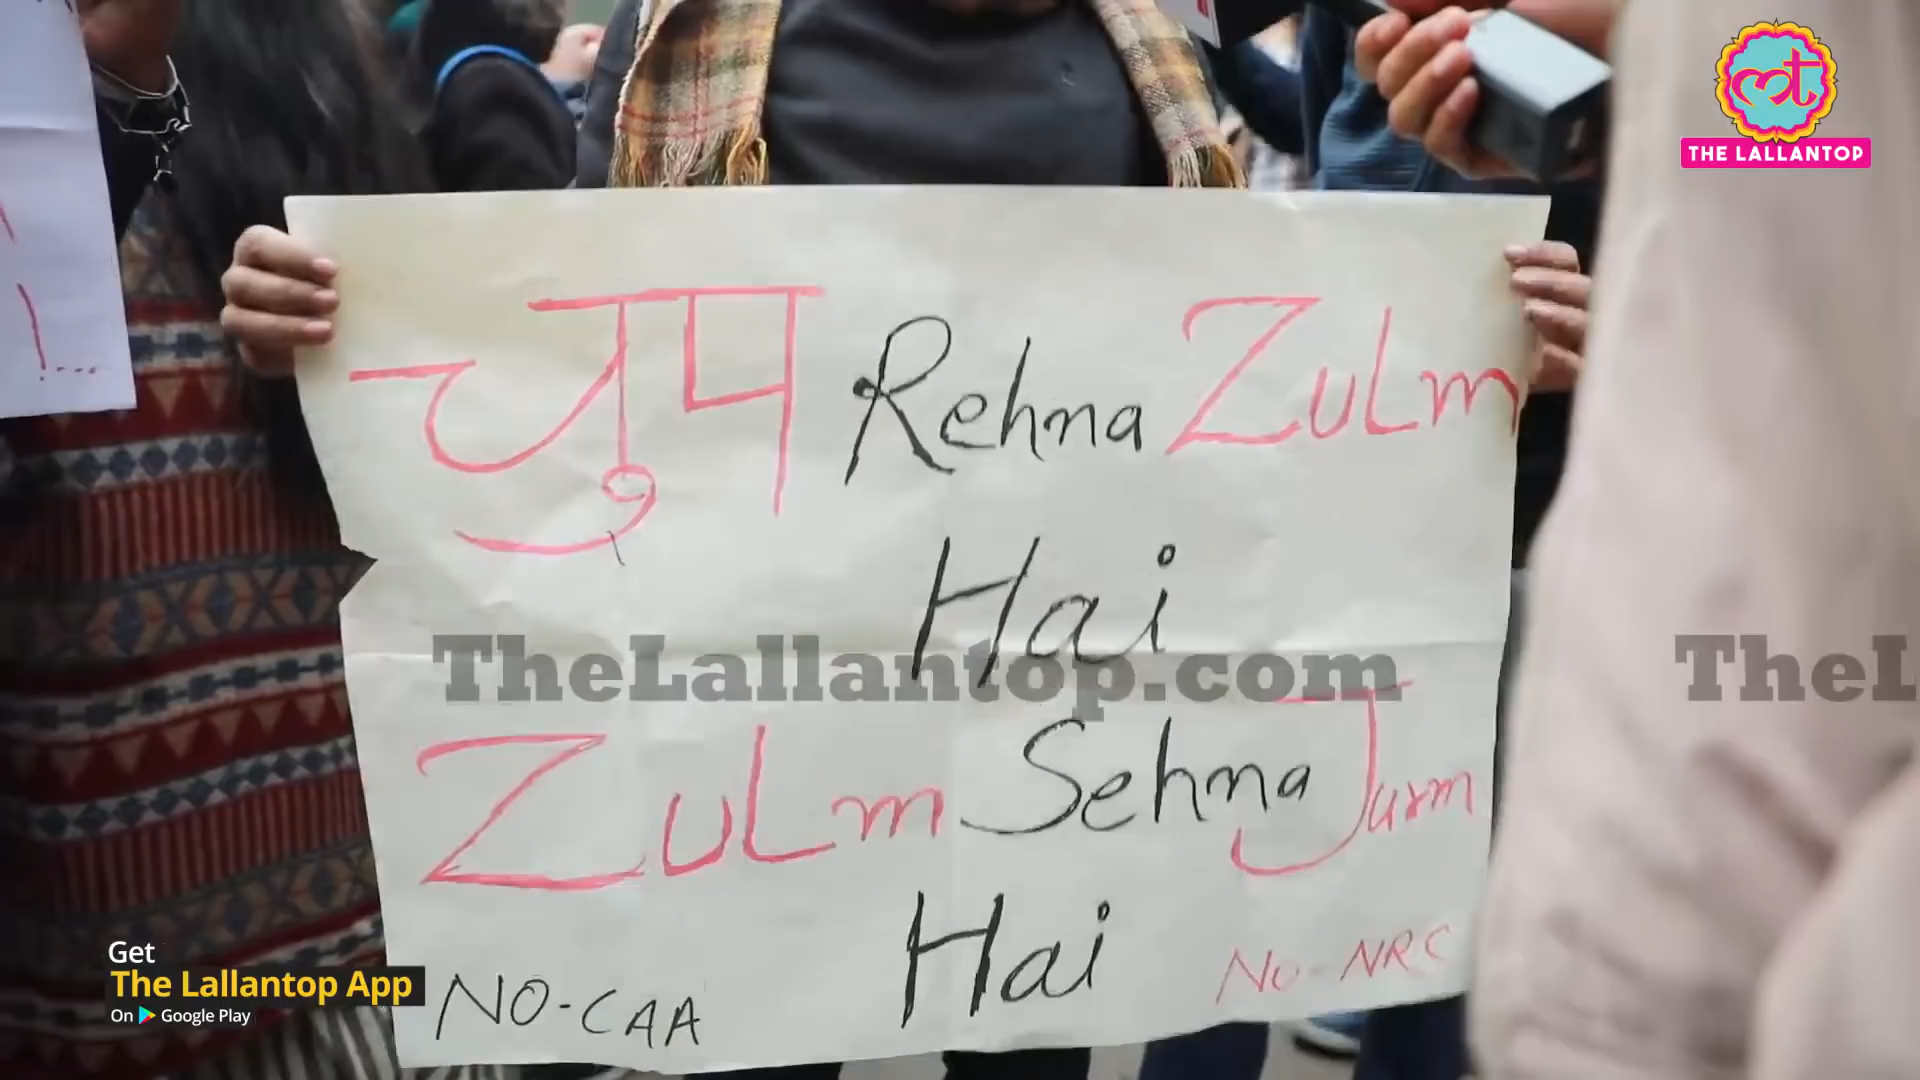 THE LALLANTOP
चुप Rehna Zulm
Hai
TheLallantop.com
TheL
Zulm Sehna Jurm
Hai
NO-CAA
No-NRC
Get
The Lallantop App
On Google Play